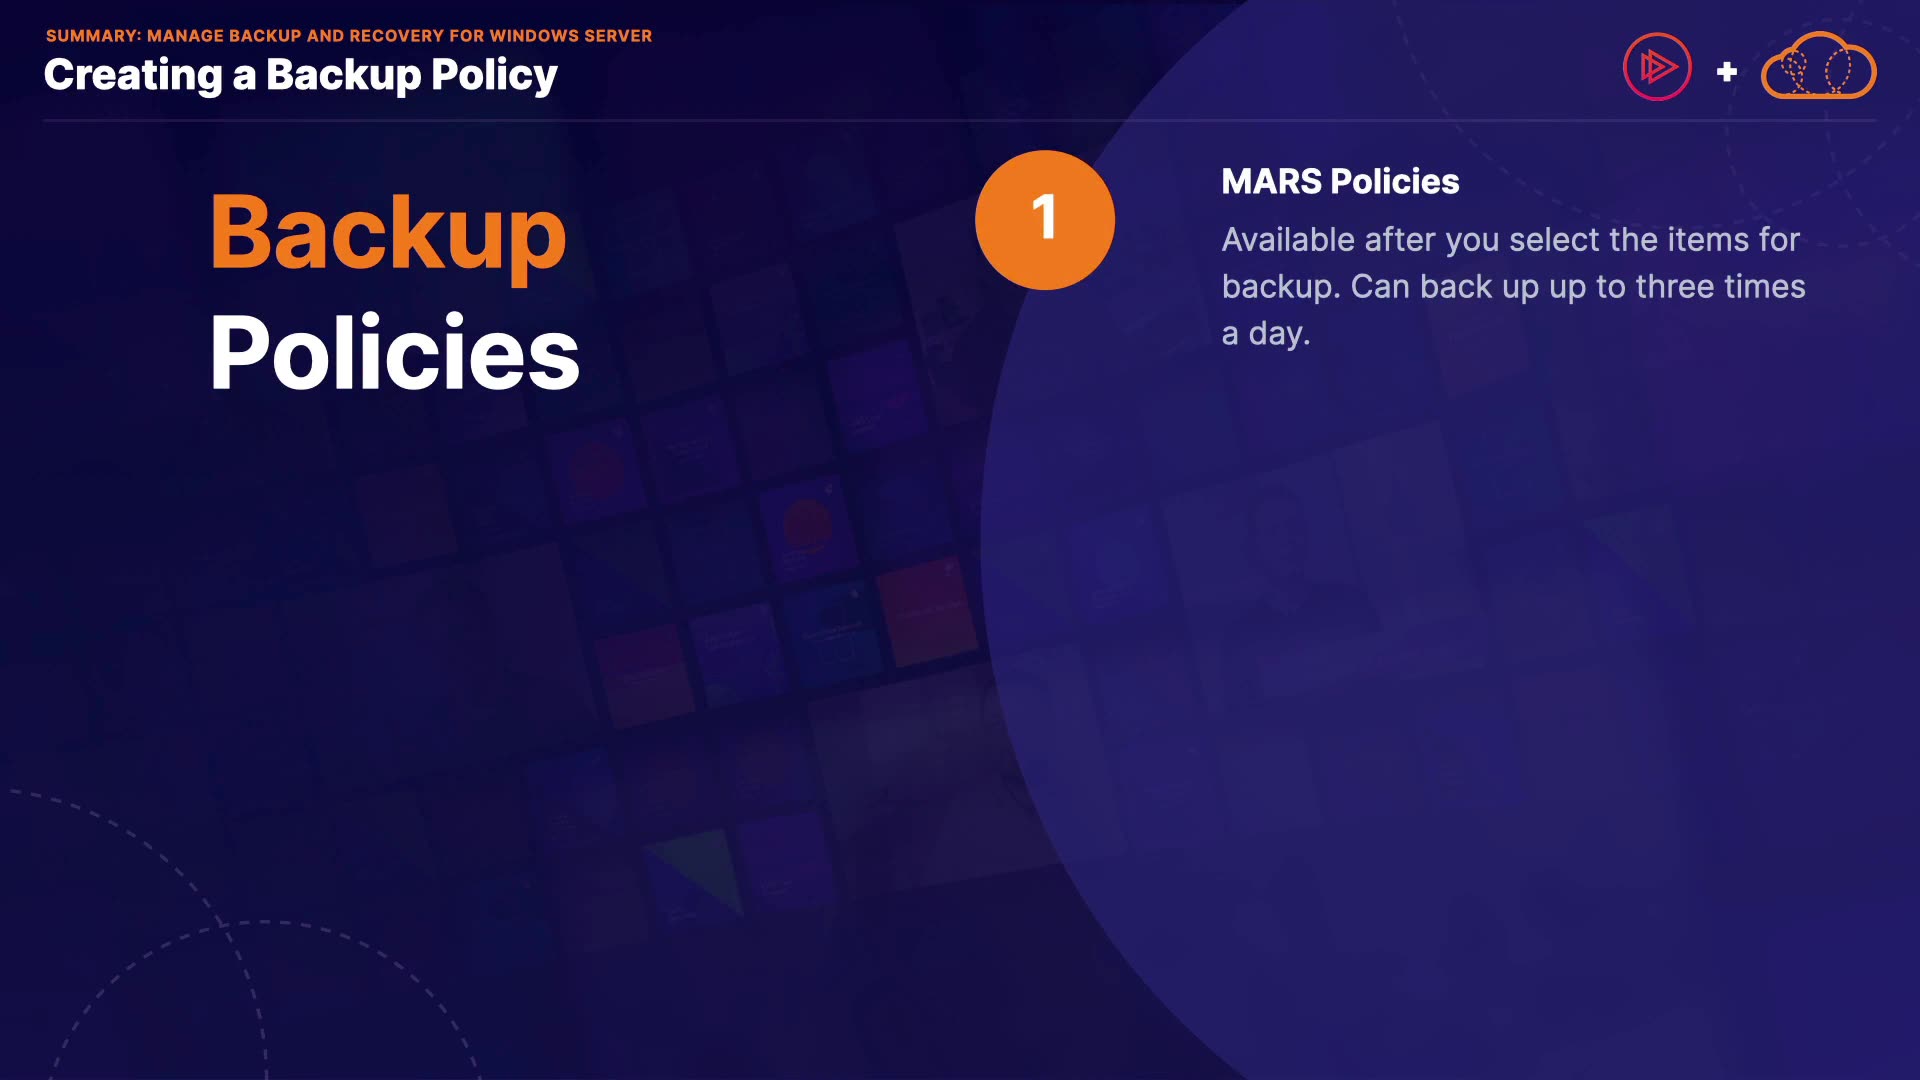 SUMMARY: MANAGE BACKUP AND RECOVERY FOR WINDOWS SERVER
Creating a Backup Policy
Backup
Policies
1
MARS Policies
Available after you select the items for
backup. Can back up up to three times
a day.